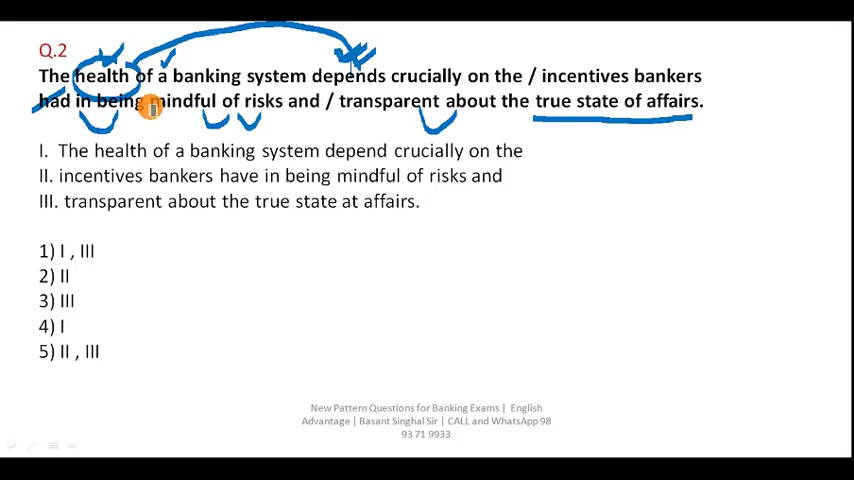 Q.2
The health of a banking system depends crucially on the / incentives bankers
had in being mindful of risks and / transparent about the true state of affairs.
I. The health of a banking system depend crucially on the
II. incentives bankers have in being mindful of risks and
III. transparent about the true state at affairs.
1) I , III
2) II
3) III
4) I
5) II , III
New Pattern Questions for Banking Exams | English
Advantage | Basant Singhal Sir | CALL and WhatsApp 98
93 71 9933